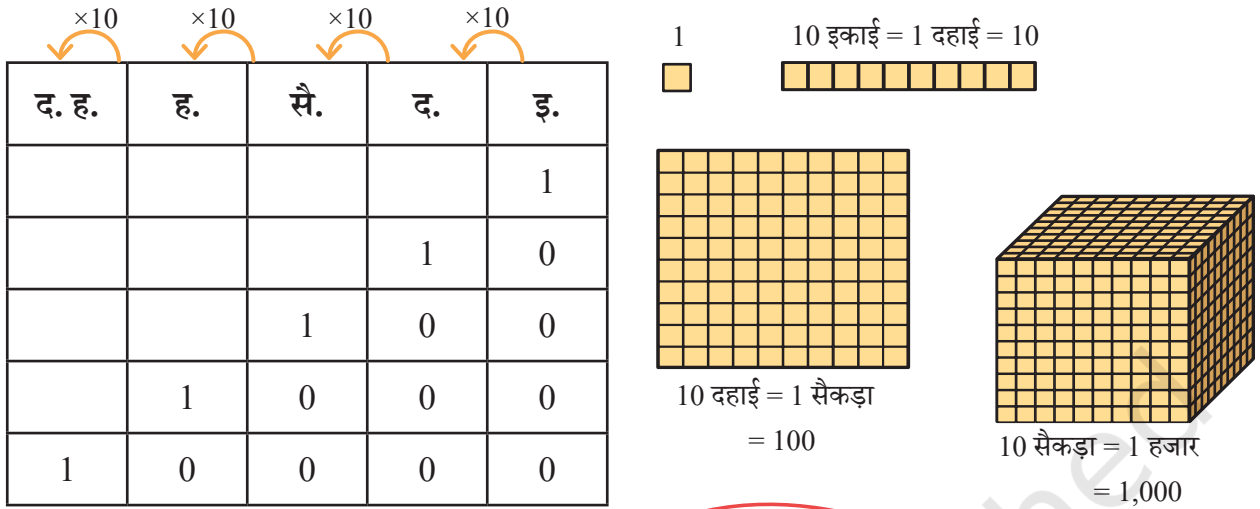 ×10 ×10 ×10 ×10
द. ह. ह. सै. द. इ.
1
1 0
1 0 0
1 0 0 0
1 0 0 0 0
1
10 इकाई = 1 दहाई = 10
10 दहाई = 1 सैकड़ा
= 100
10 सैकड़ा = 1 हजार
= 1,000